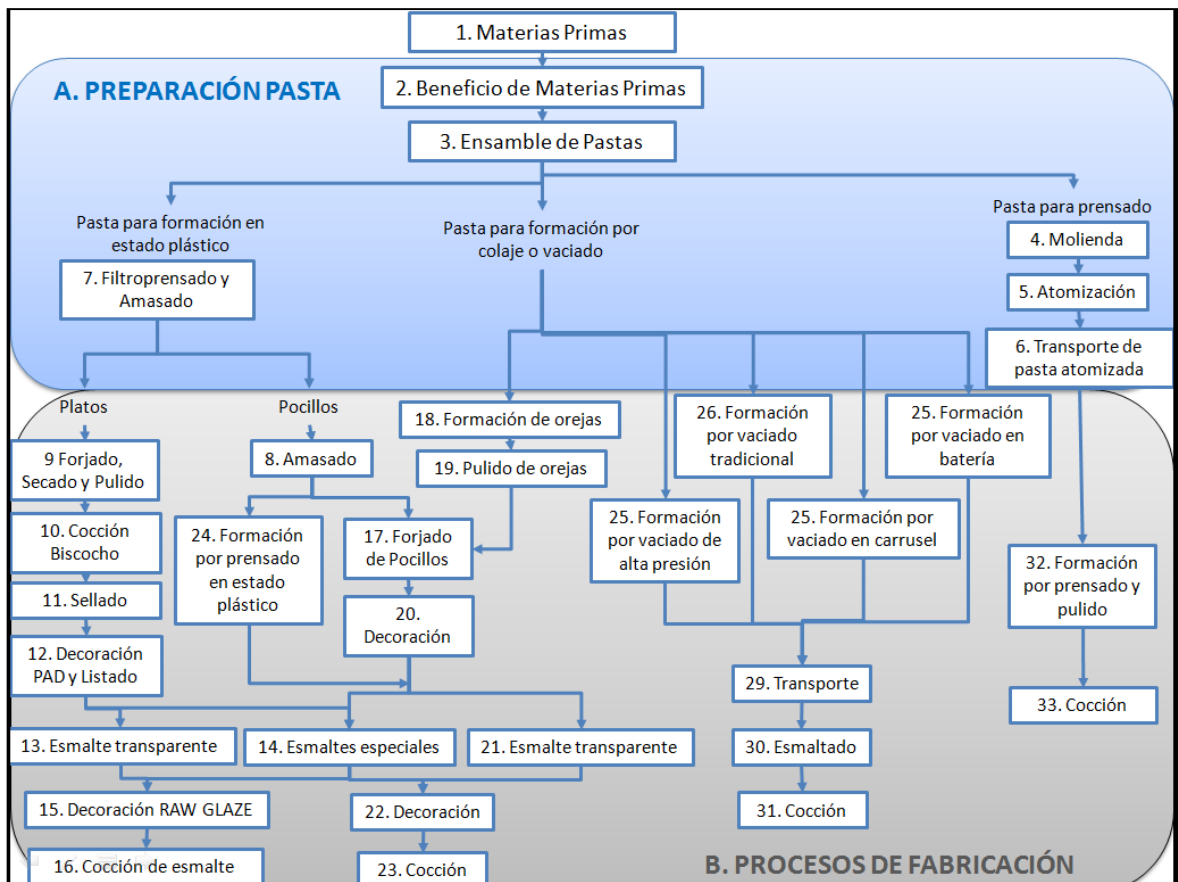 1. Materias Primas
A. PREPARACIÓN PASTA
2. Beneficio de Materias Primas
3. Ensamble de Pastas
Pasta para formación en
estado plástico
Pasta para formación por
colaje o vaciado
Pasta para prensado
4. Molienda
7. Filtroprensado y
Amasado
5. Atomización
6. Transporte de
pasta atomizada
Platos
Pocillos
18. Formación de orejas
26. Formación
por vaciado
tradicional
25. Formación
por vaciado en
batería
9 Forjado,
Secado y Pulido
8. Amasado
19. Pulido de orejas
10. Cocción
Biscocho
24. Formación
por prensado
en estado
plástico
17. Forjado
de Pocillos
25. Formación
por vaciado de
alta presión
25. Formación por
vaciado en carrusel
32. Formación
por prensado y
pulido
11. Sellado
20.
Decoración
12. Decoración
PAD y Listado
29. Transporte
33. Cocción
13. Esmalte transparente
14. Esmaltes especiales
21. Esmalte transparente
30. Esmaltado
15. Decoración RAW GLAZE
22. Decoración
31. Cocción
16. Cocción de esmalte
23. Cocción
B. PROCESOS DE FABRICACIÓN